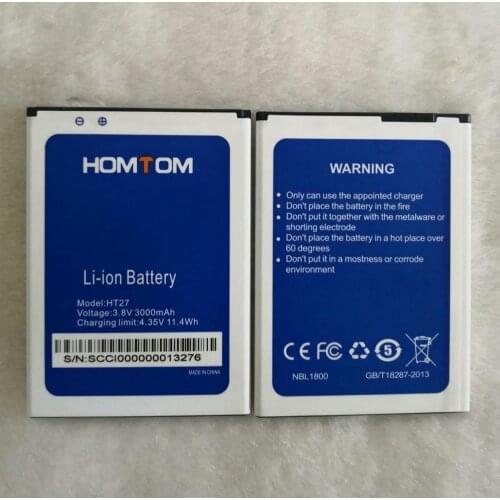 HOMTOM
Li-ion Battery
Model:HT27
Voltage:3.8V 3000mAh
Charging limit:4.35V 11.4Wh
S/N:SCCI000000013276
MADE IN CHINA
WARNING
Only can use the appointed charger
Don't place the battery in the fire
Don't put it together with the metalware or
shorting electrode
Don't place the battery in a hot place over
60 degrees
Don't put it in a mostness or corrode
environment
CE FC 5
NBL1800 GB/T18287-2013